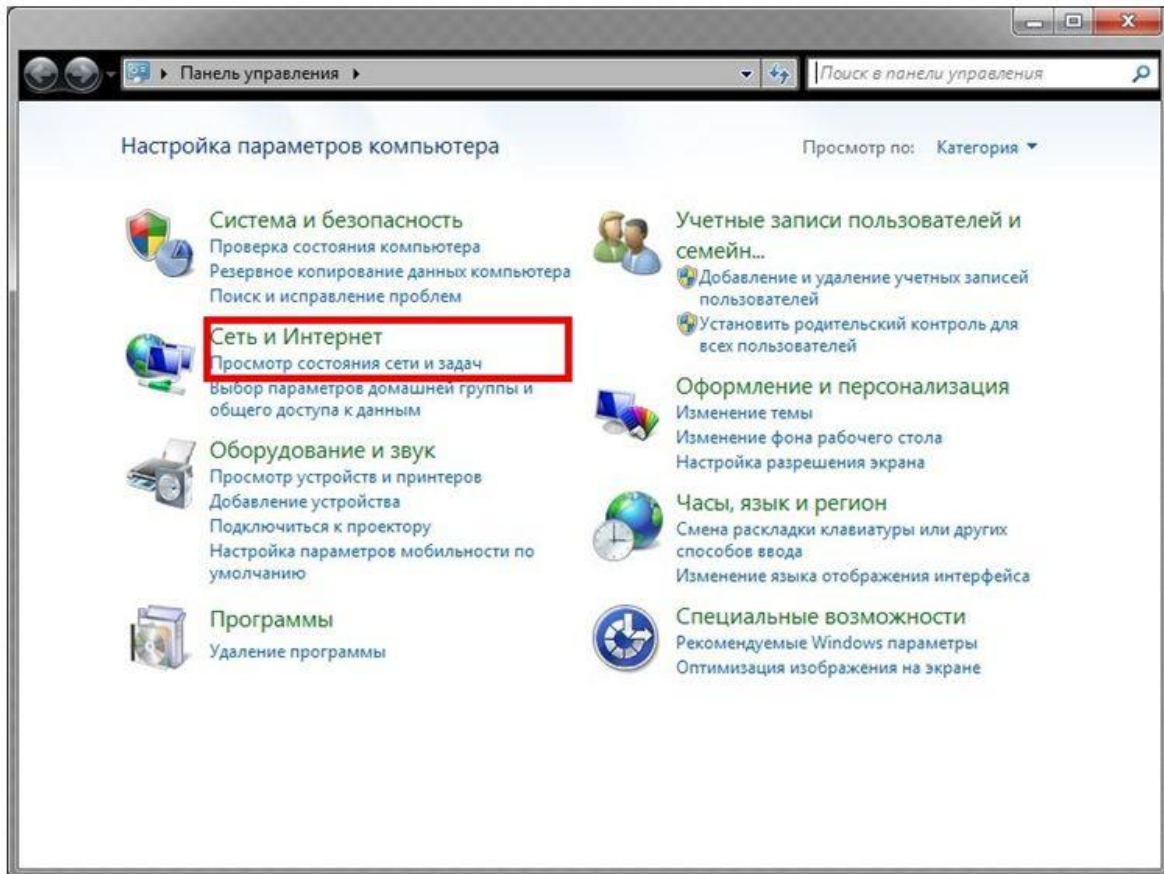 Панель управления
Поиск в панели управления
Настройка параметров компьютера
Просмотр по: Категория
Система и безопасность
Проверка состояния компьютера
Резервное копирование данных компьютера
Поиск и исправление проблем
Сеть и Интернет
Просмотр состояния сети и задач
Выбор параметров домашней группы и
общего доступа к данным
Оборудование и звук
Просмотр устройств и принтеров
Добавление устройства
Подключиться к проектору
Настройка параметров мобильности по
умолчанию
Программы
Удаление программы
Учетные записи пользователей и
семейн...
Добавление и удаление учетных записей
пользователей
Установить родительский контроль для
всех пользователей
Оформление и персонализация
Изменение темы
Изменение фона рабочего стола
Настройка разрешения экрана
Часы, язык и регион
Смена раскладки клавиатуры или других
способов ввода
Изменение языка отображения интерфейса
Специальные возможности
Рекомендуемые Windows параметры
Оптимизация изображения на экране